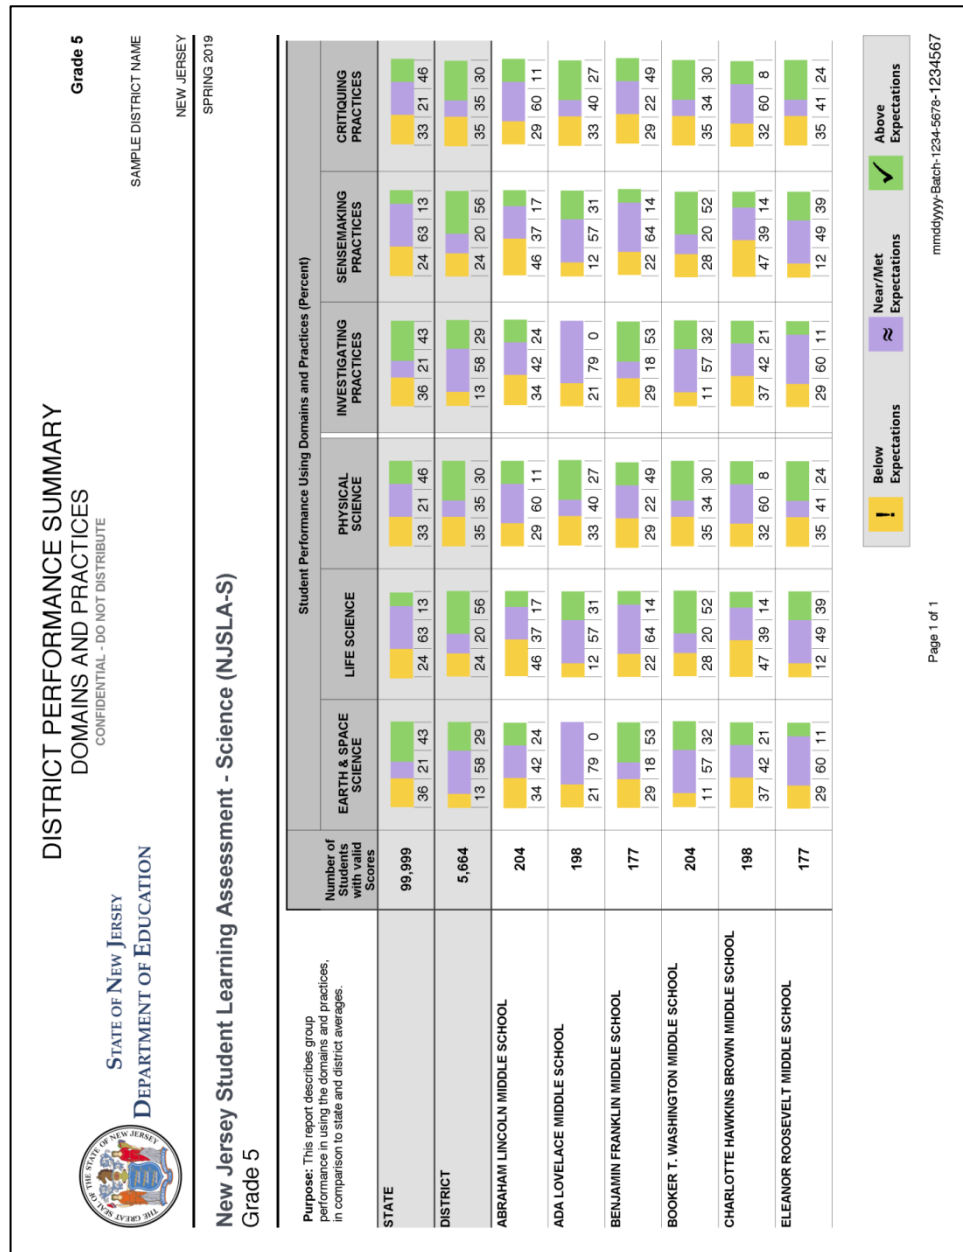 DISTRICT PERFORMANCE SUMMARY
DOMAINS AND PRACTICES
CONFIDENTIAL - DO NOT DISTRIBUTE
Grade 5
SAMPLE DISTRICT NAME
NEW JERSEY
SPRING 2019
THE GREAT SEAL OF THE STATE OF NEW JERSEY
STATE OF NEW JERSEY
DEPARTMENT OF EDUCATION
New Jersey Student Learning Assessment - Science (NJSLA-S)
Grade 5
Purpose: This report describes group
performance in using the domains and practices,
in comparison to state and district averages.
Student Performance Using Domains and Practices (Percent)
Number of
Students
with valid
Scores
EARTH & SPACE
SCIENCE
LIFE SCIENCE
PHYSICAL
SCIENCE
INVESTIGATING
PRACTICES
SENSEMAKING
PRACTICES
CRITIQUING
PRACTICES
STATE 99,999 36 21 43 24 63 13 33 21 46 36 21 43 24 63 13 33 21 46
DISTRICT 5,664 13 58 29 24 20 56 35 35 30 13 58 29 24 20 56 35 35 30
ABRAHAM LINCOLN MIDDLE SCHOOL 204 34 42 24 46 37 17 29 60 11 34 42 24 46 37 17 29 60 11
ADA LOVELACE MIDDLE SCHOOL 198 21 79 0 12 57 31 33 40 27 21 79 0 12 57 31 33 40 27
BENJAMIN FRANKLIN MIDDLE SCHOOL 177 29 18 53 22 64 14 29 22 49 29 18 53 22 64 14 29 22 49
BOOKER T. WASHINGTON MIDDLE SCHOOL 204 11 57 32 28 20 52 35 34 30 11 57 32 28 20 52 35 34 30
CHARLOTTE HAWKINS BROWN MIDDLE SCHOOL 198 37 42 21 47 39 14 32 60 8 37 42 21 47 39 14 32 60 8
ELEANOR ROOSEVELT MIDDLE SCHOOL 177 29 60 11 12 49 39 35 41 24 29 60 11 12 49 39 35 41 24
! Below
Expectations
≈ Near/Met
Expectations
✓ Above
Expectations
Page 1 of 1
mmddyyyy-Batch-1234-5678-1234567